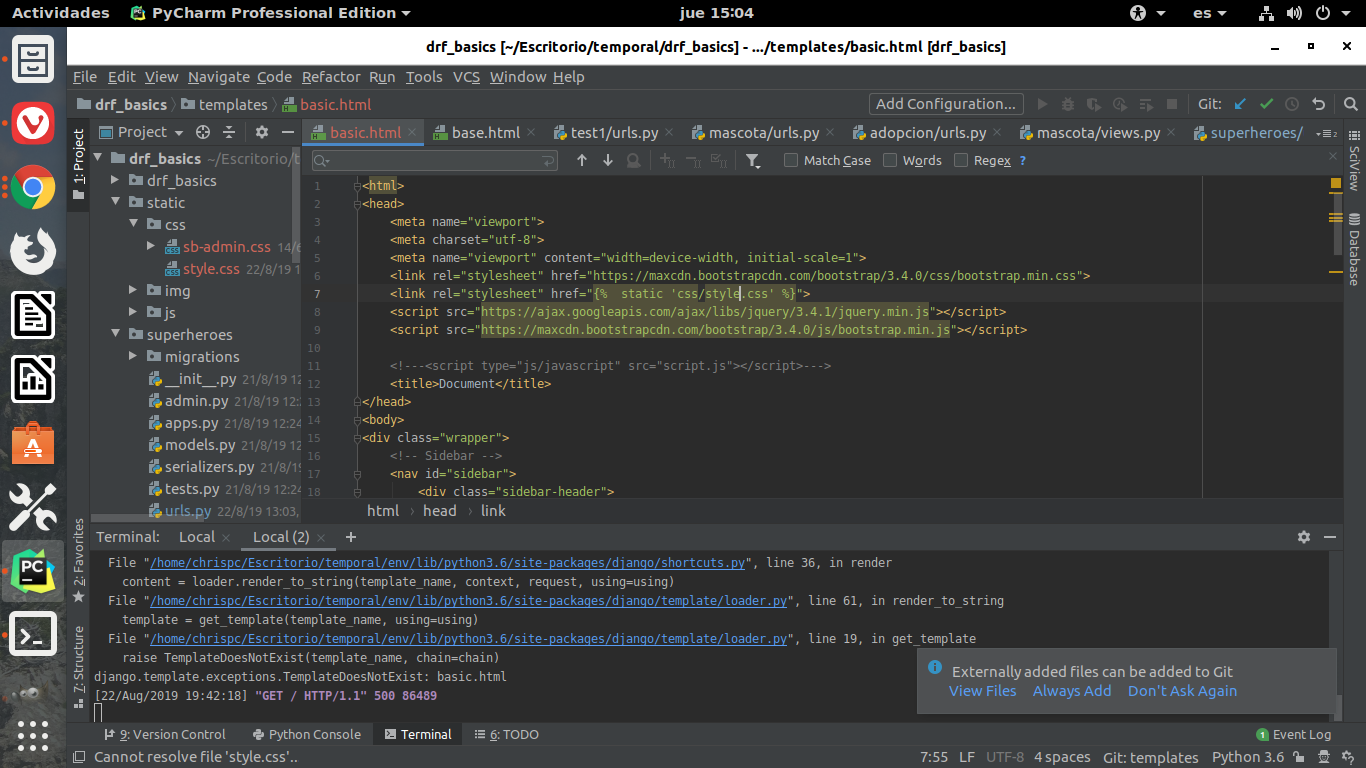 Actividades PyCharm Professional Edition jue 15:04 es
drf_basics [~/Escritorio/temporal/drf_basics] - .../templates/basic.html [drf_basics]
File Edit View Navigate Code Refactor Run Tools VCS Window Help
drf_basics templates basic.html Add Configuration... Git:
1: Project
Project
basic.html base.html test1/urls.py mascota/urls.py adopcion/urls.py mascota/views.py superheroes/
Match Case Words Regex ?
drf_basics ~/Escritorio/t
drf_basics
static
css
sb-admin.css 14/6
style.css 22/8/19 1
img
js
superheroes
migrations
__init__.py 21/8/19 12
admin.py 21/8/19 12:
apps.py 21/8/19 12:24
models.py 21/8/19
serializers.py 21/8/19
tests.py 21/8/19 12:24
urls.py 22/8/19 13:03,
1 <html>
2 <head>
3 <meta name="viewport">
4 <meta charset="utf-8">
5 <meta name="viewport" content="width=device-width, initial-scale=1">
6 <link rel="stylesheet" href="https://maxcdn.bootstrapcdn.com/bootstrap/3.4.0/css/bootstrap.min.css">
7 <link rel="stylesheet" href="{%  static 'css/style.css' %}">
8 <script src="https://ajax.googleapis.com/ajax/libs/jquery/3.4.1/jquery.min.js"></script>
9 <script src="https://maxcdn.bootstrapcdn.com/bootstrap/3.4.0/js/bootstrap.min.js"></script>
10
11 <!---<script type="js/javascript" src="script.js"></script>--->
12 <title>Document</title>
13 </head>
14 <body>
15 <div class="wrapper">
16 <!-- Sidebar -->
17 <nav id="sidebar">
18 <div class="sidebar-header">
html › head › link
SciView
Database
2: Favorites
7: Structure
Terminal: Local × Local (2) × +
File "/home/chrispc/Escritorio/temporal/env/lib/python3.6/site-packages/django/shortcuts.py", line 36, in render
content = loader.render_to_string(template_name, context, request, using=using)
File "/home/chrispc/Escritorio/temporal/env/lib/python3.6/site-packages/django/template/loader.py", line 61, in render_to_string
template = get_template(template_name, using=using)
File "/home/chrispc/Escritorio/temporal/env/lib/python3.6/site-packages/django/template/loader.py", line 19, in get_template
raise TemplateDoesNotExist(template_name, chain=chain)
django.template.exceptions.TemplateDoesNotExist: basic.html
[22/Aug/2019 19:42:18] "GET / HTTP/1.1" 500 86489
Externally added files can be added to Git
View Files Always Add Don't Ask Again
9: Version Control Python Console Terminal 6: TODO 1 Event Log
Cannot resolve file 'style.css'.. 7:55 LF UTF-8 4 spaces Git: templates Python 3.6